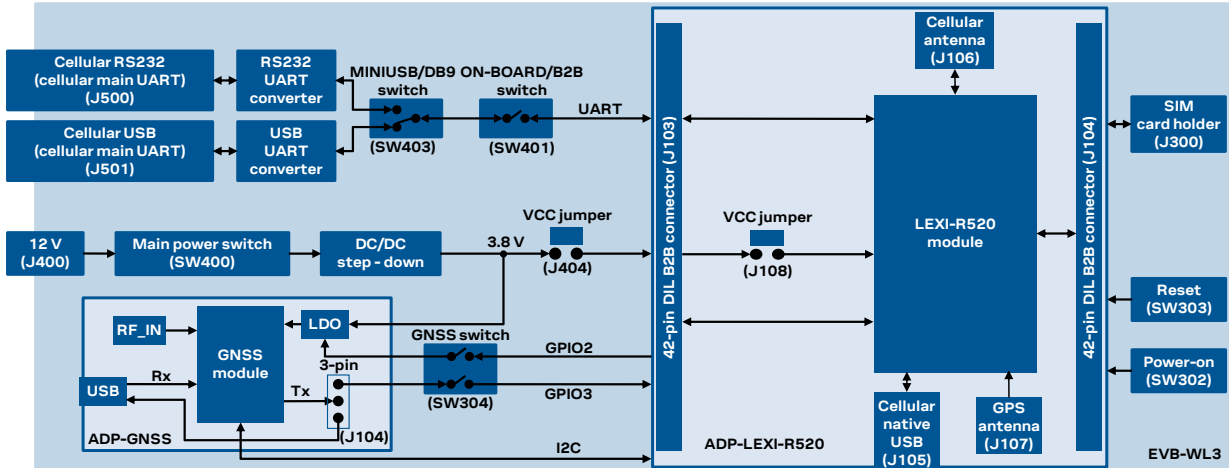 Cellular RS232
(cellular main UART)
(J500)
RS232
UART
converter
MINIUSB/DB9
switch
(SW403)
ON-BOARD/B2B
switch
(SW401)
UART
Cellular USB
(cellular main UART)
(J501)
USB
UART
converter
12 V
(J400)
Main power switch
(SW400)
DC/DC
step - down
3.8 V
VCC jumper
(J404)
RF_IN
GNSS
module
LDO
USB
Rx
Tx
3-pin
(J104)
ADP-GNSS
GNSS switch
(SW304)
GPIO2
GPIO3
I2C
42-pin DIL B2B connector (J103)
VCC jumper
(J108)
Cellular
antenna
(J106)
LEXI-R520
module
Cellular
native
USB
(J105)
GPS
antenna
(J107)
ADP-LEXI-R520
42-pin DIL B2B connector (J104)
SIM
card holder
(J300)
Reset
(SW303)
Power-on
(SW302)
EVB-WL3